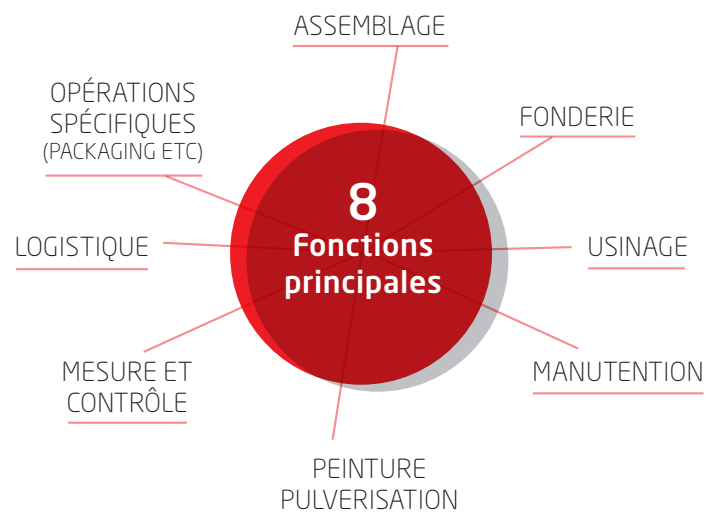 ASSEMBLAGE
OPÉRATIONS
SPÉCIFIQUES
(PACKAGING ETC)
FONDERIE
8
Fonctions
principales
LOGISTIQUE
USINAGE
MESURE ET
CONTRÔLE
MANUTENTION
PEINTURE
PULVERISATION